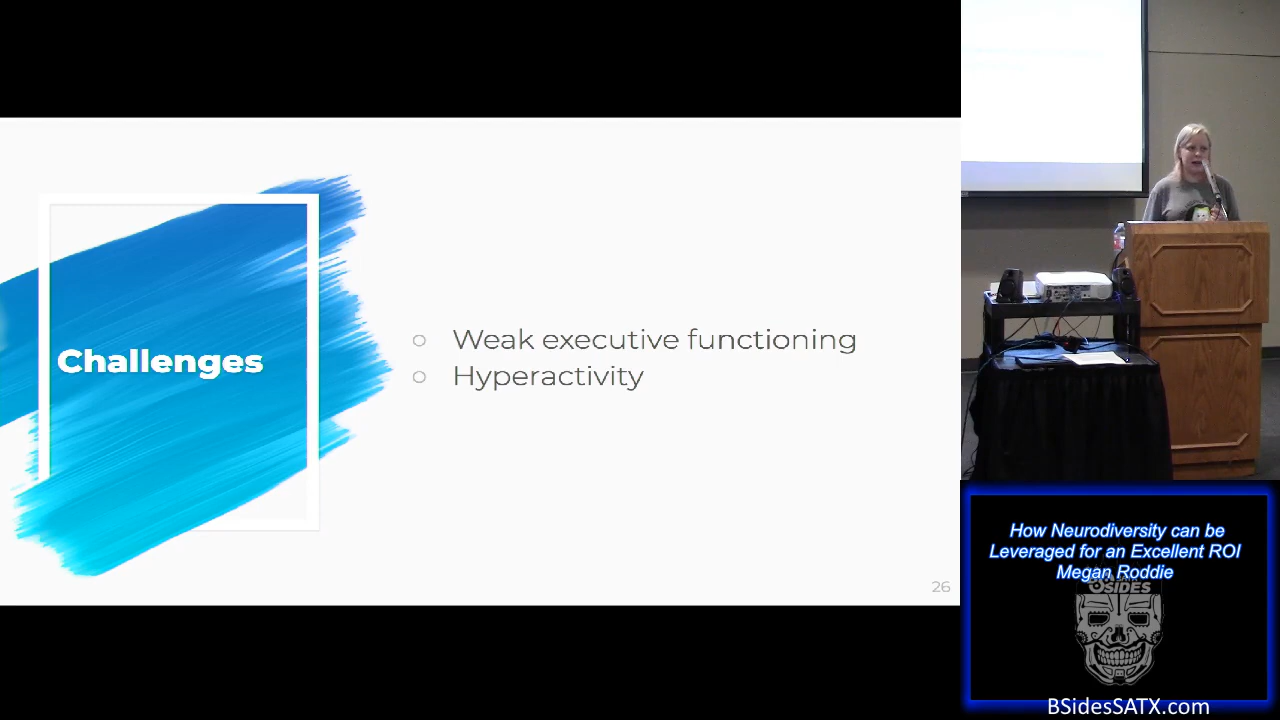 Challenges
○ Weak executive functioning
○ Hyperactivity
26
How Neurodiversity can be
Leveraged for an Excellent ROI
Megan Roddie
BSIDES
BSidesSATX.com